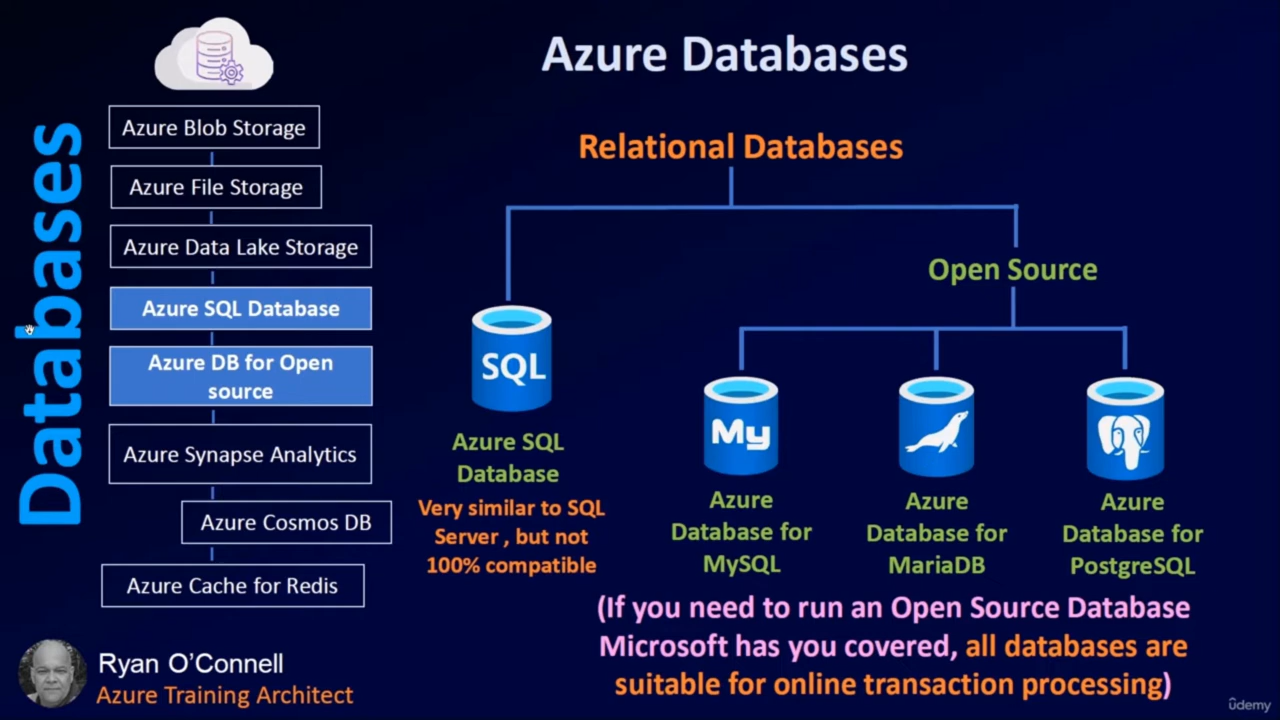 Databases
Azure Blob Storage
Azure File Storage
Azure Data Lake Storage
Azure SQL Database
Azure DB for Open
source
Azure Synapse Analytics
Azure Cosmos DB
Azure Cache for Redis
Ryan O’Connell
Azure Training Architect
Azure Databases
Relational Databases
Open Source
SQL
Azure SQL
Database
Very similar to SQL
Server , but not
100% compatible
My
Azure
Database for
MySQL
Azure
Database for
MariaDB
Azure
Database for
PostgreSQL
(If you need to run an Open Source Database
Microsoft has you covered, all databases are
suitable for online transaction processing)
ûdemy